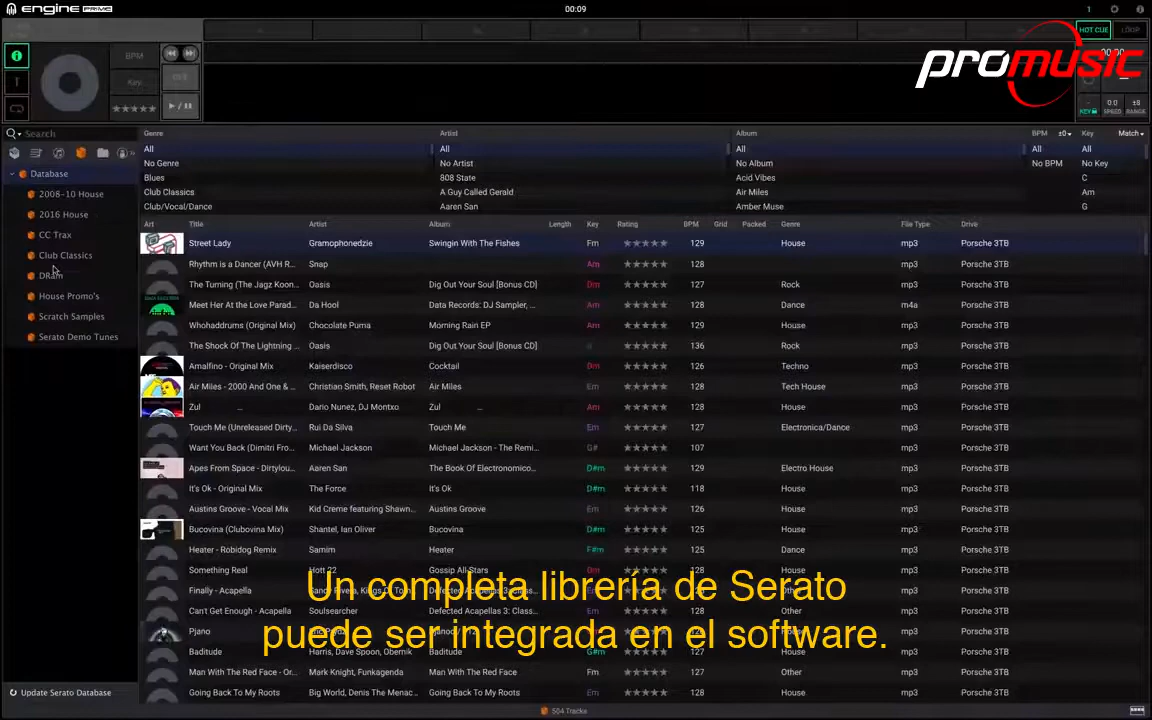 engine PRIME
00:09
1
HOT CUE
LOOP
PROMUSIC
BPM
Key
KEY
0.0
SPEED
±8
RANGE
Search
Genre
Artist
Album
BPM ±0
Key
Match
All
All
All
All
All
No Genre
No Artist
No Album
No BPM
No Key
Blues
808 State
Acid Vibes
C
Club Classics
A Guy Called Gerald
Air Miles
Am
Club/Vocal/Dance
Aaren San
Amber Muse
G
Database
2008-10 House
2016 House
CC Trax
Club Classics
DRam
House Promo's
Scratch Samples
Serato Demo Tunes
Update Serato Database
Art Title Artist Album Length Key Rating BPM Grid Packed Genre File Type Drive
Street Lady Gramophonedzie Swingin With The Fishes Fm 129 House mp3 Porsche 3TB
Rhythm is a Dancer (AVH R... Snap Am 128 mp3 Porsche 3TB
The Turning (The Jagz Koon... Oasis Dig Out Your Soul [Bonus CD] Dm 127 Rock mp3 Porsche 3TB
Meet Her At the Love Parad... Da Hool Data Records: DJ Sampler,... Am 128 Dance m4a Porsche 3TB
Whohaddrums (Original Mix) Chocolate Puma Morning Rain EP Am 129 House mp3 Porsche 3TB
The Shock Of The Lightning ... Oasis Dig Out Your Soul [Bonus CD] 136 Rock mp3 Porsche 3TB
Amalfino - Original Mix Kaiserdisco Cocktail Dm 126 Techno mp3 Porsche 3TB
Air Miles - 2000 And One & ... Christian Smith, Reset Robot Air Miles Em 128 Tech House mp3 Porsche 3TB
Zul ... Dario Nunez, DJ Montxo Zul ... Am 128 House mp3 Porsche 3TB
Touch Me (Unreleased Dirty... Rui Da Silva Touch Me Em 127 Electronica/Dance mp3 Porsche 3TB
Want You Back (Dimitri Fro... Michael Jackson Michael Jackson - The Remi... G# 107 mp3 Porsche 3TB
Apes From Space - Dirtylou... Aaren San The Book Of Electronomico... D#m 129 Electro House mp3 Porsche 3TB
It's Ok - Original Mix The Force It's Ok D#m 118 House mp3 Porsche 3TB
Austins Groove - Vocal Mix Kid Creme featuring Shawn... Austins Groove Em 126 House mp3 Porsche 3TB
Bucovina (Clubovina Mix) Shantel, Ian Oliver Bucovina D#m 125 House mp3 Porsche 3TB
Heater - Robidog Remix Samim Heater F#m 125 Dance mp3 Porsche 3TB
Something Real Hott 22 Gossip All-Stars Dm 128 House mp3 Porsche 3TB
Finally - Acapella Other mp3 Porsche 3TB
Can't Get Enough - Acapella Soulsearcher Defected Acapellas 3: Class... Other mp3 Porsche 3TB
Pjano House mp3 Porsche 3TB
Baditude Harris, Dave Spoon, Obernik G#m House mp3 Porsche 3TB
Man With The Red Face Mark Knight, Funkagenda Man With The Red Face Fm 127 Other mp3 Porsche 3TB
Going Back To My Roots Big World, Denis The Menac... Going Back To My Roots Em 128 House mp3 Porsche 3TB
504 Tracks
Un completa librería de Serato
puede ser integrada en el software.